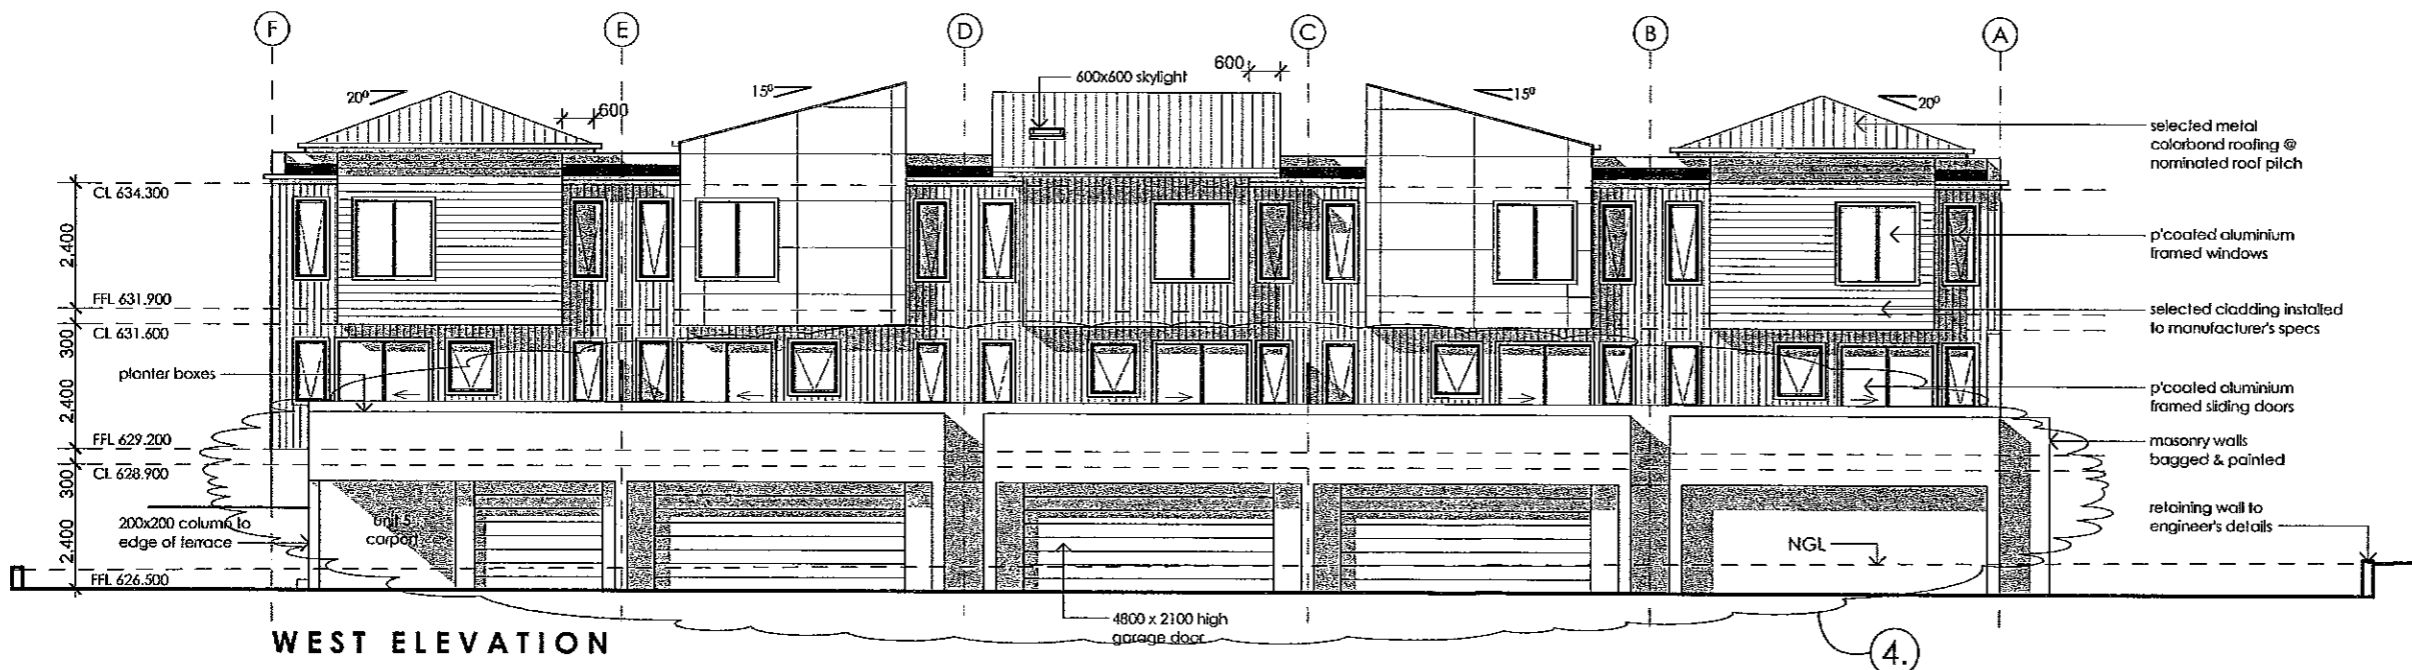 F
E
D
C
B
A
20⁰
600
15⁰
600x600 skylight
600
15⁰
20⁰
selected metal
colorbond roofing @
nominated roof pitch
CL 634.300
2,400
p'coated aluminium
framed windows
FFL 631.900
selected cladding installed
to manufacturer's specs
300
CL 631.600
planter boxes
2,400
p'coated aluminium
framed sliding doors
FFL 629.200
masonry walls
bagged & painted
300
CL 628.900
200x200 column to
edge of terrace
unit 5
carport
2,400
retaining wall to
engineer's details
NGL
FFL 626.500
4800 x 2100 high
garage door
WEST ELEVATION
4.